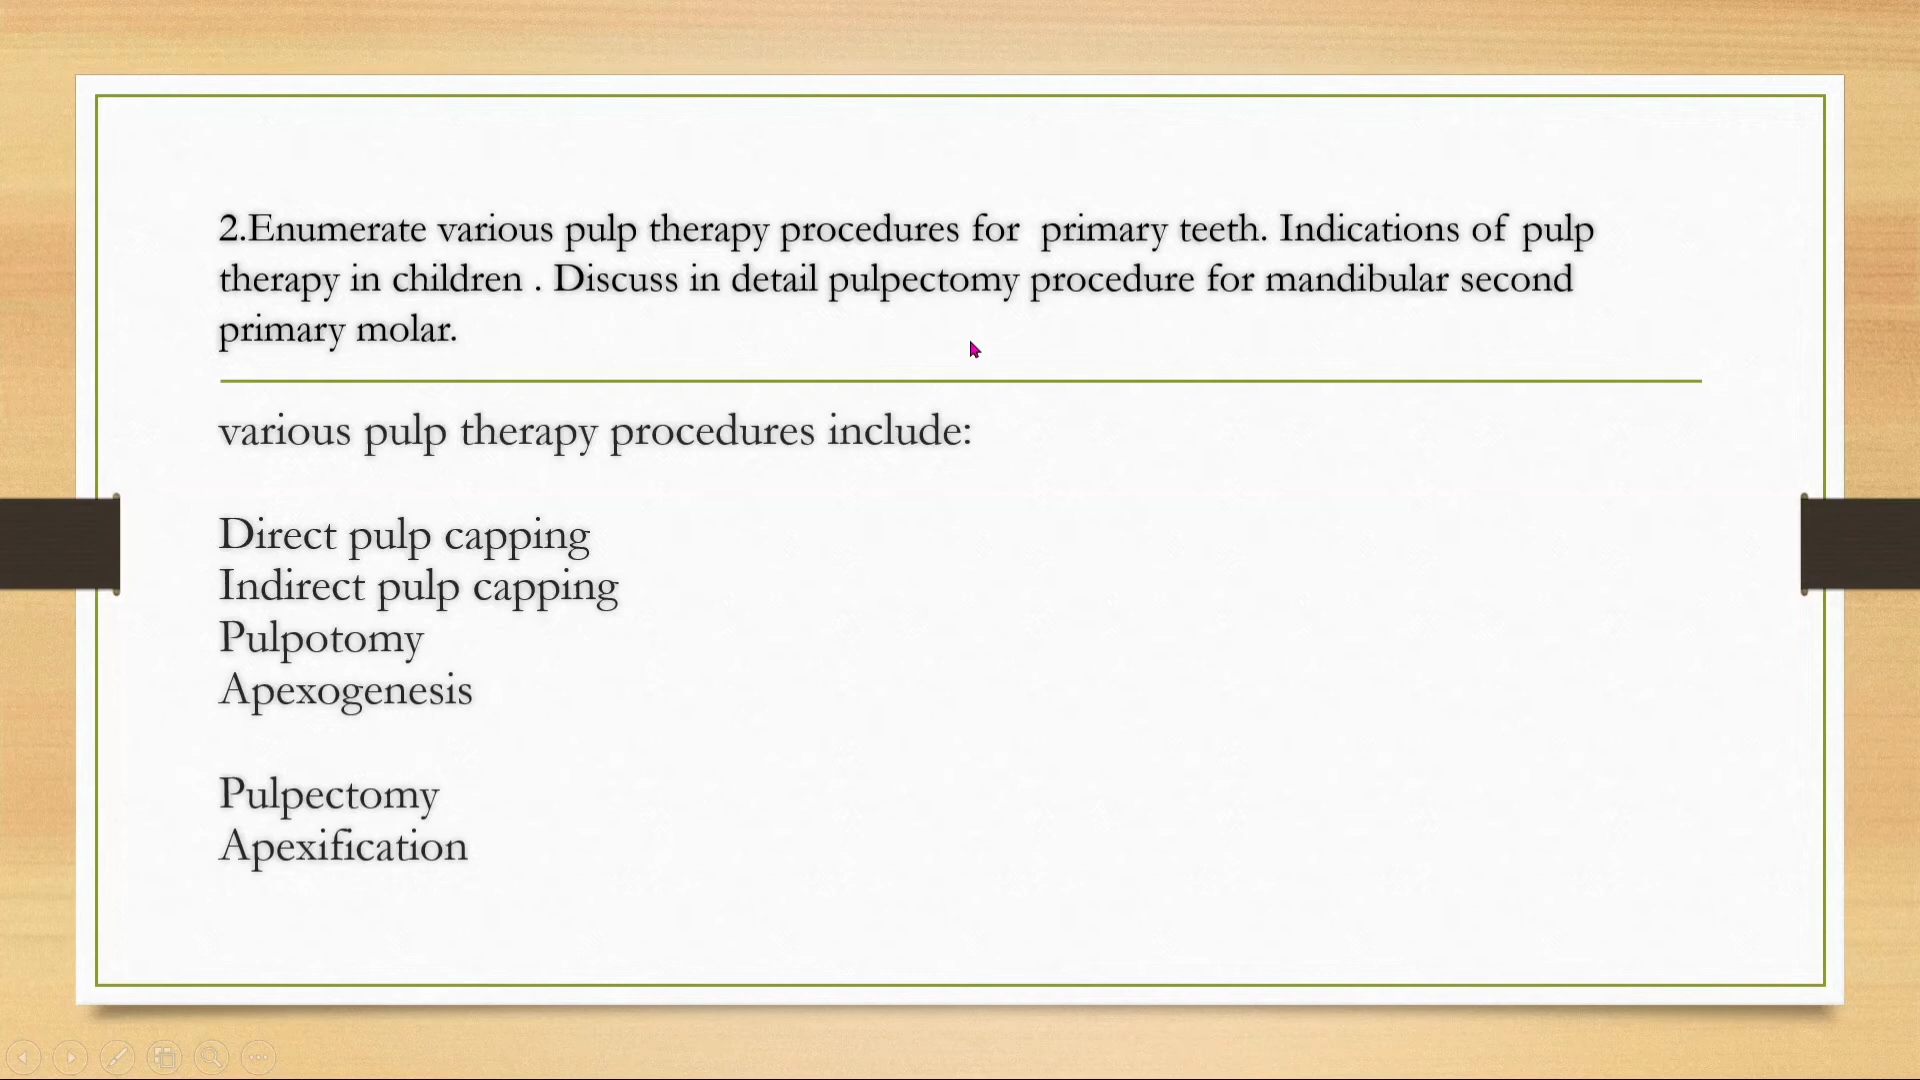 2.Enumerate various pulp therapy procedures for  primary teeth. Indications of pulp
therapy in children . Discuss in detail pulpectomy procedure for mandibular second
primary molar.
various pulp therapy procedures include:
Direct pulp capping
Indirect pulp capping
Pulpotomy
Apexogenesis
Pulpectomy
Apexification